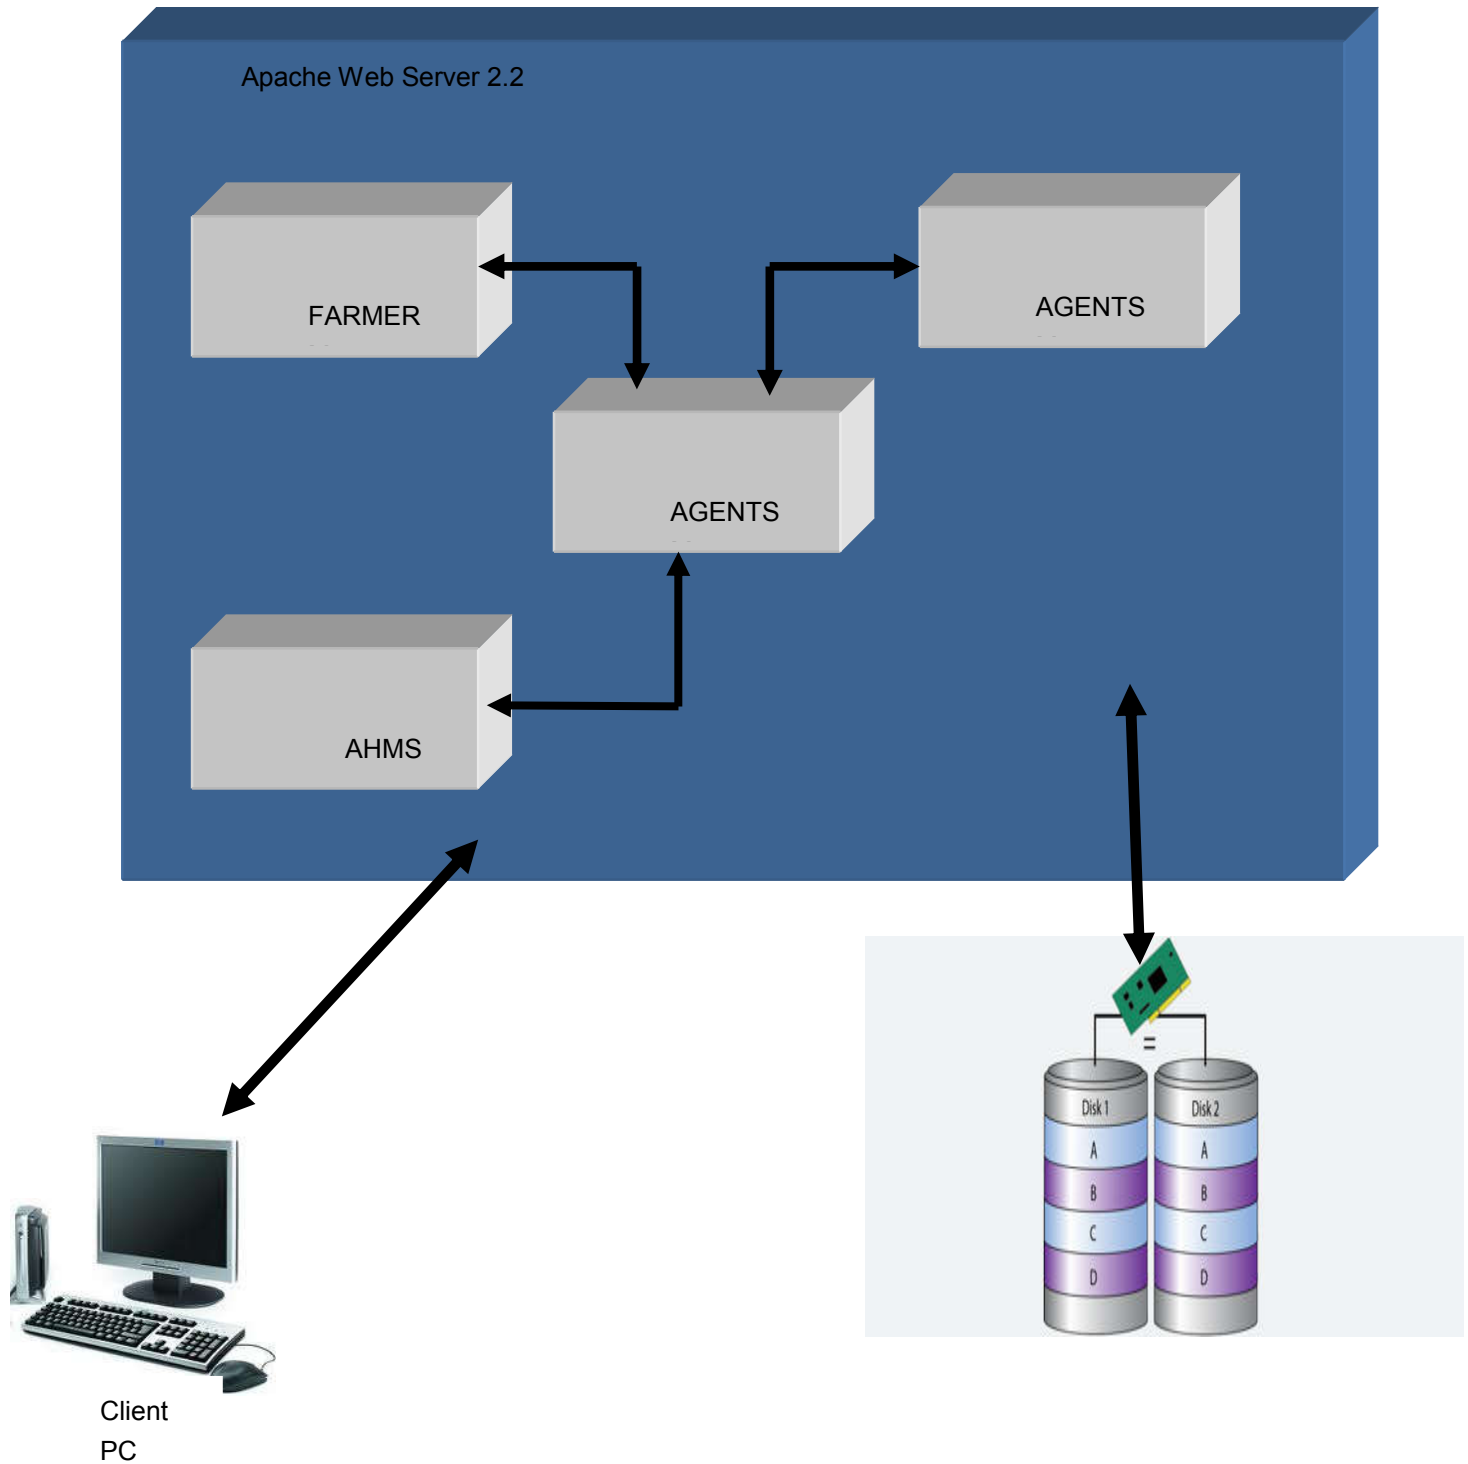 Apache Web Server 2.2
FARMER
AGENTS
AGENTS
AHMS
Disk 1
Disk 2
A
A
B
B
C
C
D
D
Client
PC